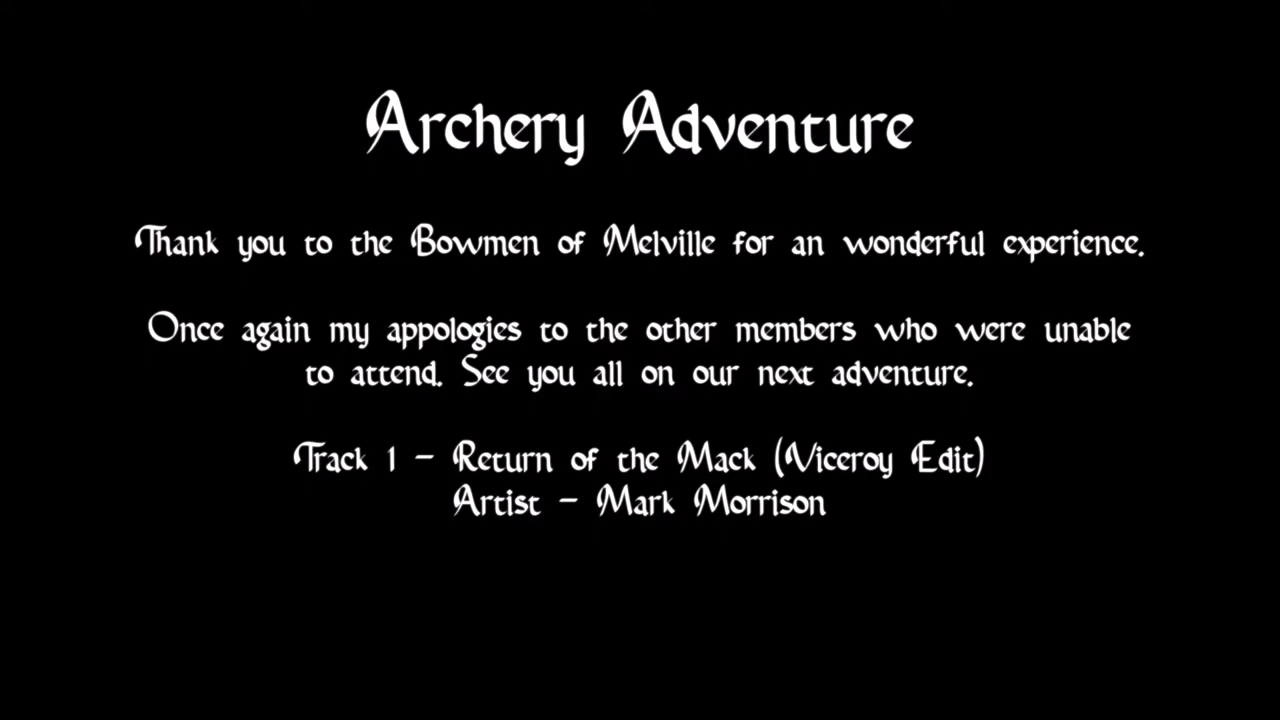 Archery Adventure
Thank you to the Bowmen of Melville for an wonderful experience.
Once again my appologies to the other members who were unable
to attend. See you all on our next adventure.
Track 1 - Return of the Mack (Viceroy Edit)
Artist - Mark Morrison